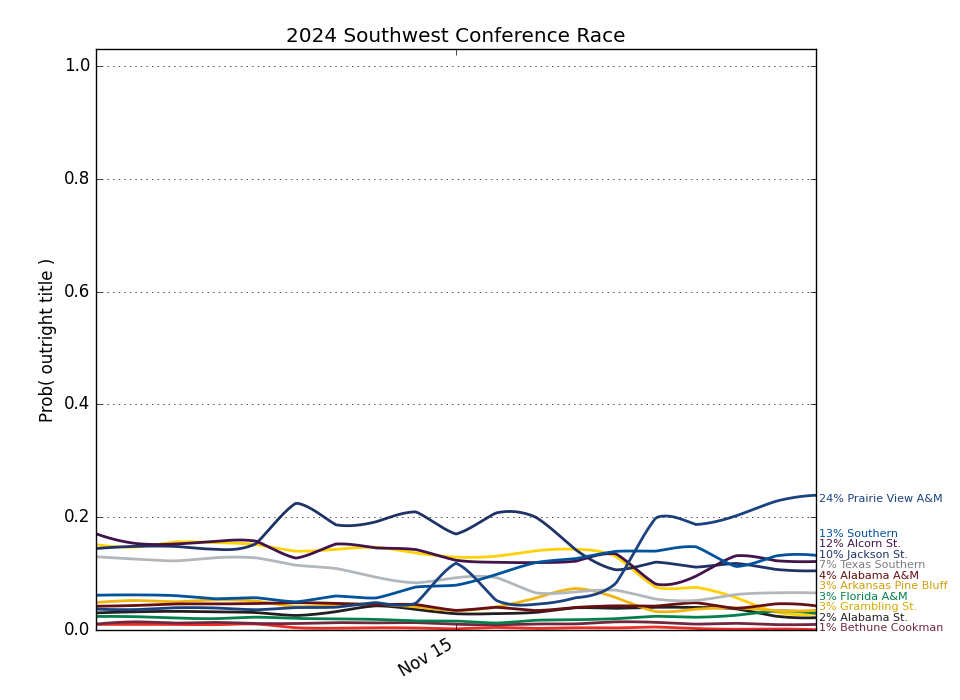 2024 Southwest Conference Race
Prob( outright title )
1.0
0.8
0.6
0.4
0.2
0.0
Nov 15
24% Prairie View A&M
13% Southern
12% Alcorn St.
10% Jackson St.
7% Texas Southern
4% Alabama A&M
3% Arkansas Pine Bluff
3% Florida A&M
3% Grambling St.
2% Alabama St.
1% Bethune Cookman